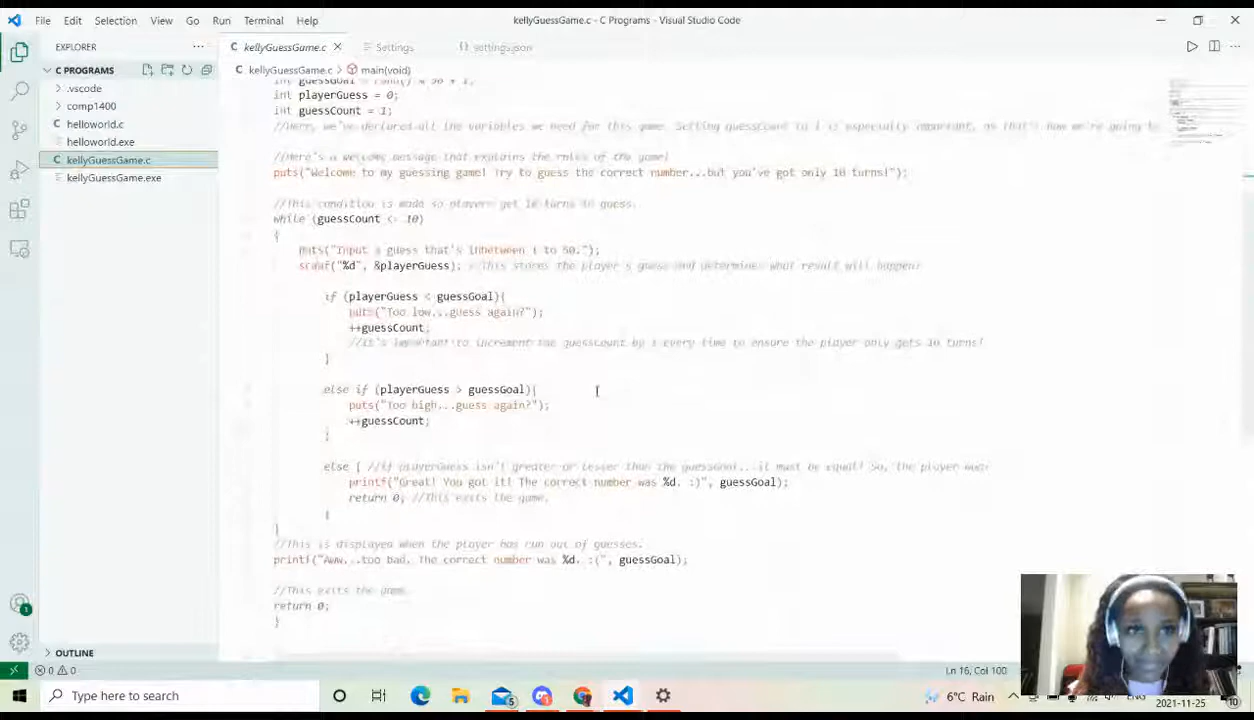 File Edit Selection View Go Run Terminal Help
kellyGuessGame.c - C Programs - Visual Studio Code
EXPLORER
kellyGuessGame.c
Settings
settings.json
C PROGRAMS
kellyGuessGame.c > main(void)
.vscode
comp1400
helloworld.c
helloworld.exe
kellyGuessGame.c
kellyGuessGame.exe
int guessGoal = rand() % 50 + 1;
int playerGuess = 0;
int guessCount = 1;
//Here, we've declared all the variables we need for this game. Setting guessCount to 1 is especially important, as that's how we're going to
//Here's a welcome message that explains the rules of the game!
puts("Welcome to my guessing game! Try to guess the correct number...but you've got only 10 turns!");
//This condition is made so players get 10 turns to guess.
while (guessCount <= 10)
{
puts("Input a guess that's inbetween 1 to 50.");
scanf("%d", &playerGuess); //This stores the player's guess and determines what result will happen!
if (playerGuess < guessGoal){
puts("Too low...guess again?");
++guessCount;
//It's important to increment the guessCount by 1 every time to ensure the player only gets 10 turns!
}
else if (playerGuess > guessGoal){
puts("Too high...guess again?");
++guessCount;
}
else { //If playerGuess isn't greater or lesser than the guessGoal...it must be equal! So, the player won!
printf("Great! You got it! The correct number was %d. :)", guessGoal);
return 0; //This exits the game.
}
}
//This is displayed when the player has run out of guesses.
printf("Aww...too bad. The correct number was %d. :(", guessGoal);
//This exits the game.
return 0;
}
OUTLINE
0 0
Ln 16, Col 100
Type here to search
5
6°C Rain
ENG
2021-11-25
10